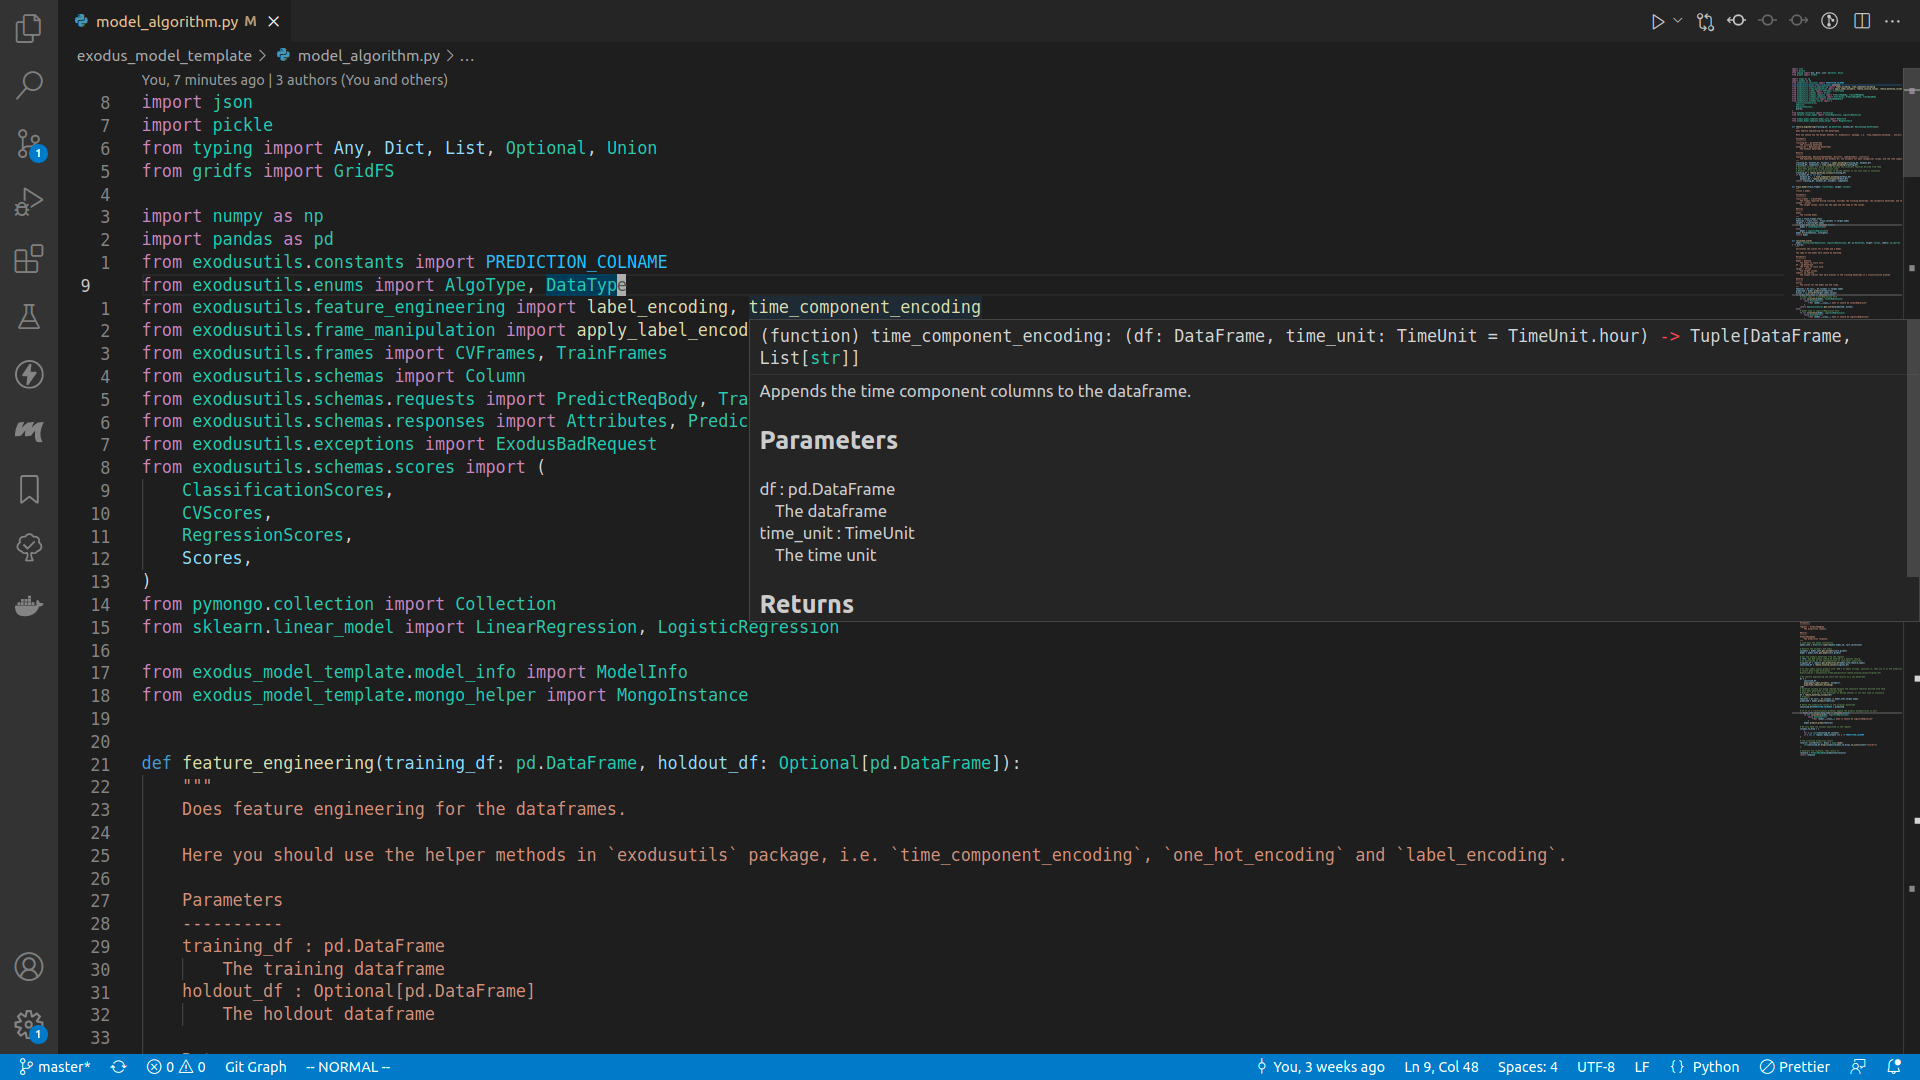 model_algorithm.py M
exodus_model_template > model_algorithm.py > ...
You, 7 minutes ago | 3 authors (You and others)
8 import json
7 import pickle
6 from typing import Any, Dict, List, Optional, Union
5 from gridfs import GridFS
4
3 import numpy as np
2 import pandas as pd
1 from exodusutils.constants import PREDICTION_COLNAME
9 from exodusutils.enums import AlgoType, DataType
1 from exodusutils.feature_engineering import label_encoding, time_component_encoding
2 from exodusutils.frame_manipulation import apply_label_encod
3 from exodusutils.frames import CVFrames, TrainFrames
4 from exodusutils.schemas import Column
5 from exodusutils.schemas.requests import PredictReqBody, Tra
6 from exodusutils.schemas.responses import Attributes, Predic
7 from exodusutils.exceptions import ExodusBadRequest
8 from exodusutils.schemas.scores import (
9 ClassificationScores,
10 CVScores,
11 RegressionScores,
12 Scores,
13 )
14 from pymongo.collection import Collection
15 from sklearn.linear_model import LinearRegression, LogisticRegression
16
17 from exodus_model_template.model_info import ModelInfo
18 from exodus_model_template.mongo_helper import MongoInstance
19
20
21 def feature_engineering(training_df: pd.DataFrame, holdout_df: Optional[pd.DataFrame]):
22 """
23 Does feature engineering for the dataframes.
24
25 Here you should use the helper methods in `exodusutils` package, i.e. `time_component_encoding`, `one_hot_encoding` and `label_encoding`.
26
27 Parameters
28 ----------
29 training_df : pd.DataFrame
30 The training dataframe
31 holdout_df : Optional[pd.DataFrame]
32 The holdout dataframe
33
(function) time_component_encoding: (df: DataFrame, time_unit: TimeUnit = TimeUnit.hour) -> Tuple[DataFrame,
List[str]]
Appends the time component columns to the dataframe.
Parameters
df : pd.DataFrame
The dataframe
time_unit : TimeUnit
The time unit
Returns
1
1
master* 0 0 Git Graph -- NORMAL -- You, 3 weeks ago Ln 9, Col 48 Spaces: 4 UTF-8 LF {} Python Prettier